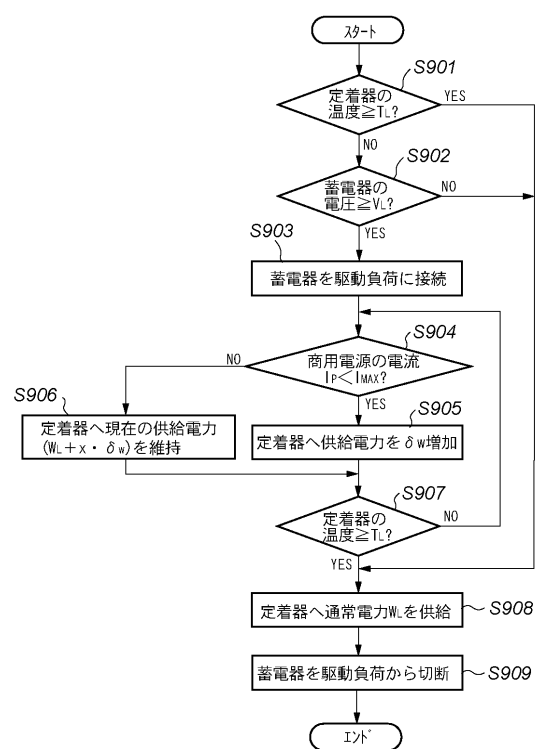 スタート
S901
定着器の
温度≧TL?
YES
NO
S902
蓄電器の
電圧≧VL?
NO
YES
S903
蓄電器を駆動負荷に接続
S904
商用電源の電流
IP<IMAX?
NO
YES
S906
定着器へ現在の供給電力
(WL+x・δw)を維持
S905
定着器へ供給電力をδw増加
S907
定着器の
温度≧TL?
NO
YES
定着器へ通常電力WLを供給
S908
蓄電器を駆動負荷から切断
S909
エンド